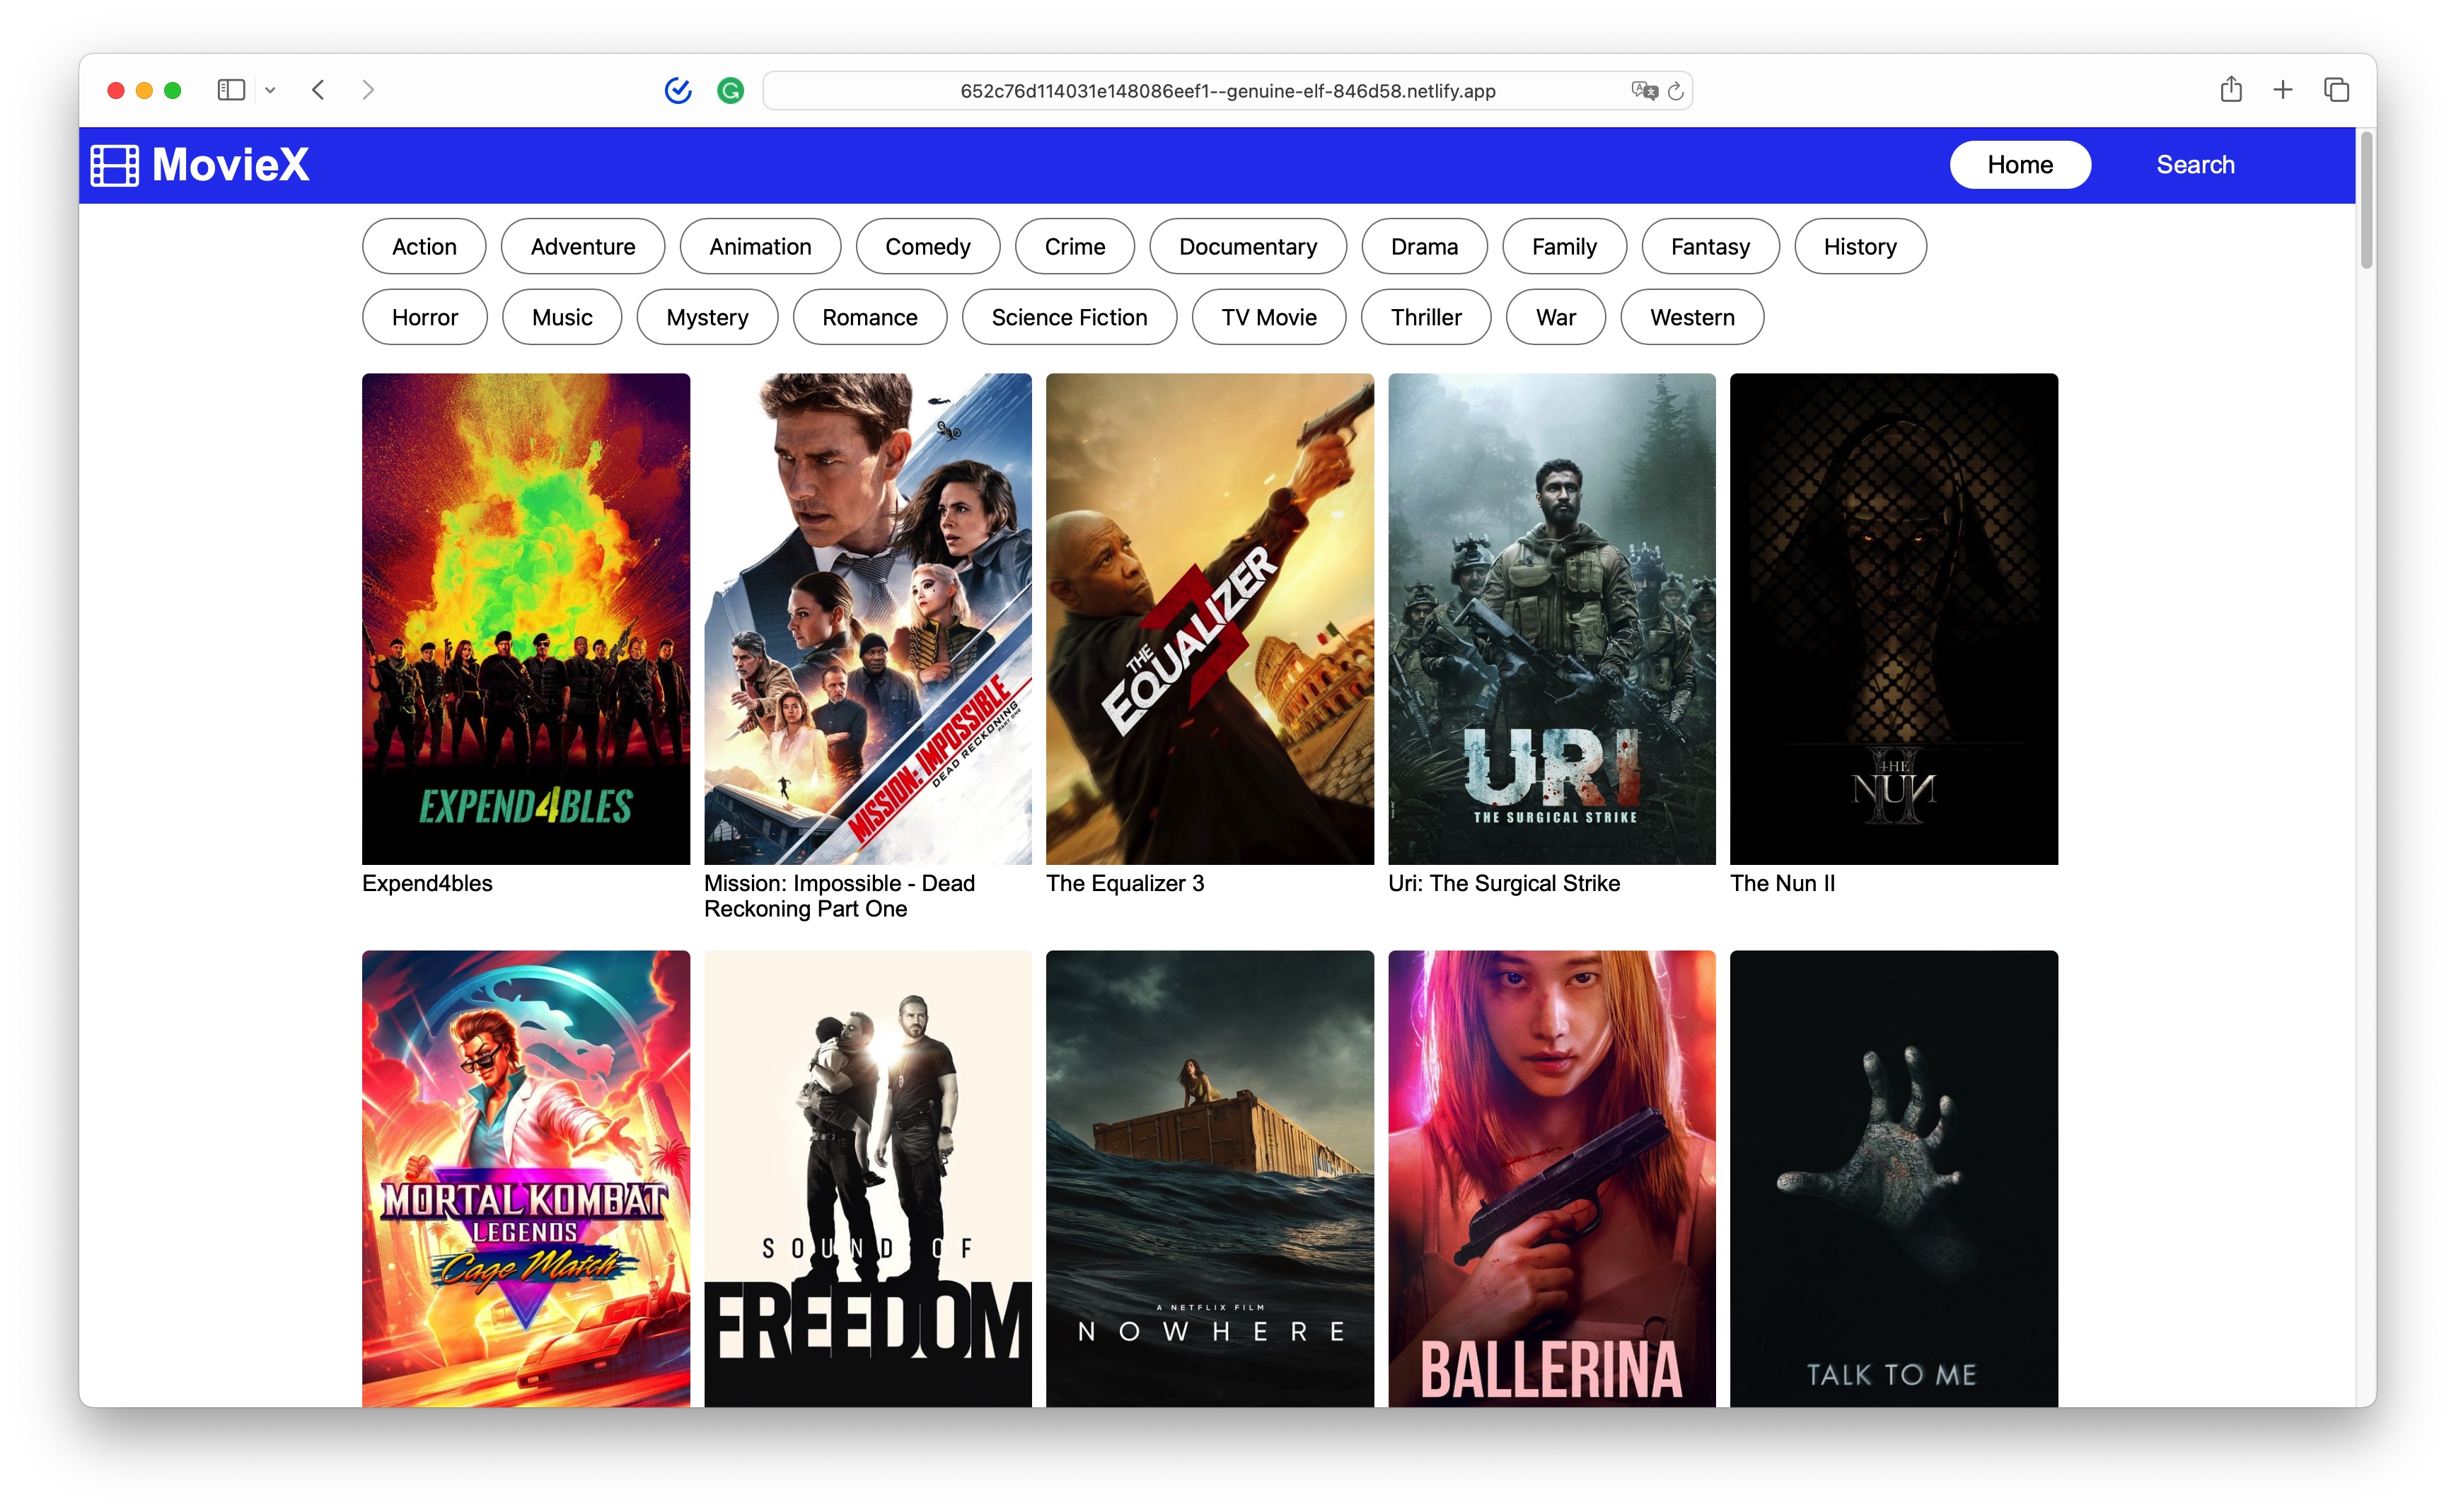 652c76d114031e148086eef1--genuine-elf-846d58.netlify.app
MovieX
Home
Search
Action
Adventure
Animation
Comedy
Crime
Documentary
Drama
Family
Fantasy
History
Horror
Music
Mystery
Romance
Science Fiction
TV Movie
Thriller
War
Western
EXPEND4BLES
MISSION: IMPOSSIBLE
DEAD RECKONING
PART ONE
THE
EQUALIZER
3
URI
THE SURGICAL STRIKE
THE
NUN
II
Expend4bles
Mission: Impossible - Dead
Reckoning Part One
The Equalizer 3
Uri: The Surgical Strike
The Nun II
MORTAL KOMBAT
LEGENDS
Cage Match
SOUND OF
FREEDOM
A NETFLIX FILM
NOWHERE
BALLERINA
TALK TO ME